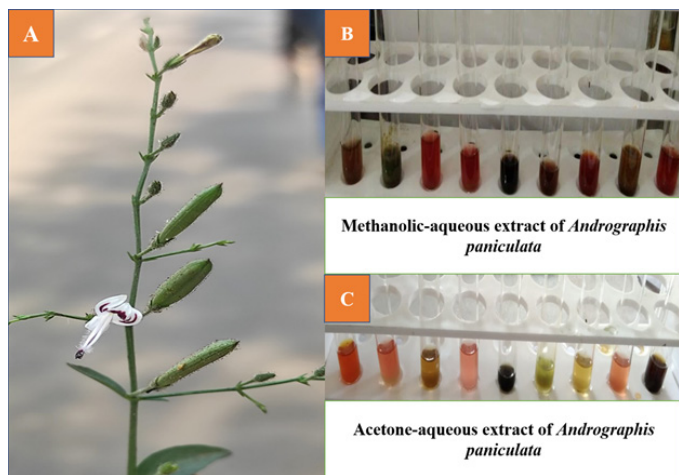 A
B
Methanolic-aqueous extract of Andrographis
paniculata
C
Acetone-aqueous extract of Andrographis
paniculata